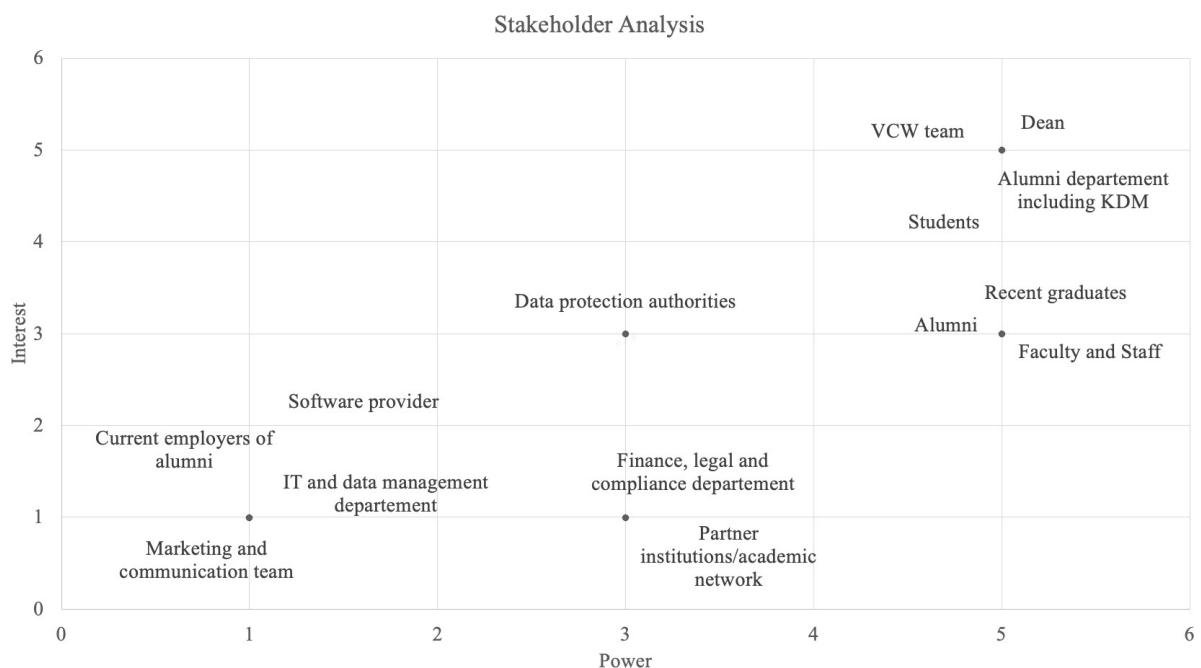 Stakeholder Analysis
6
VCW team
Dean
5
Alumni departement
including KDM
Students
4
Recent graduates
Data protection authorities
Alumni
3
Faculty and Staff
Interest
Software provider
2
Current employers of
alumni
Finance, legal and
compliance departement
IT and data management
departement
1
Partner
institutions/academic
network
Marketing and
communication team
0
0 1 2 3 4 5 6
Power